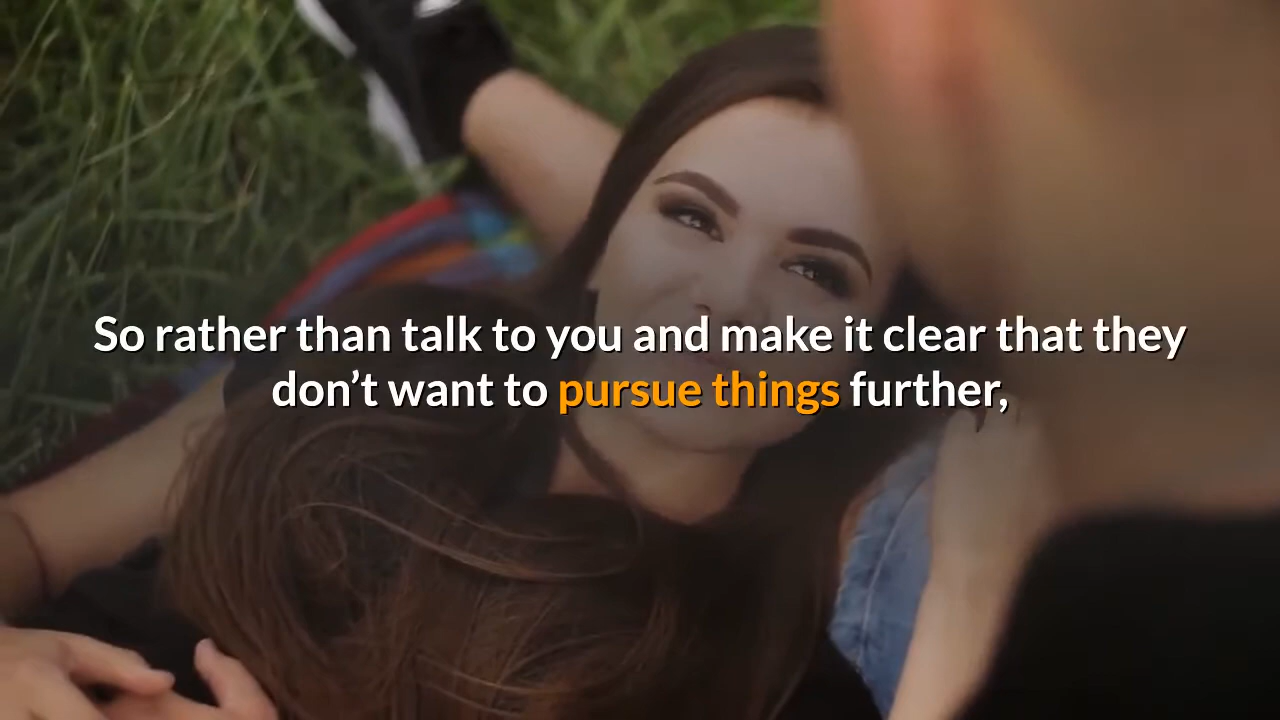 So rather than talk to you and make it clear that they
don’t want to pursue things further,